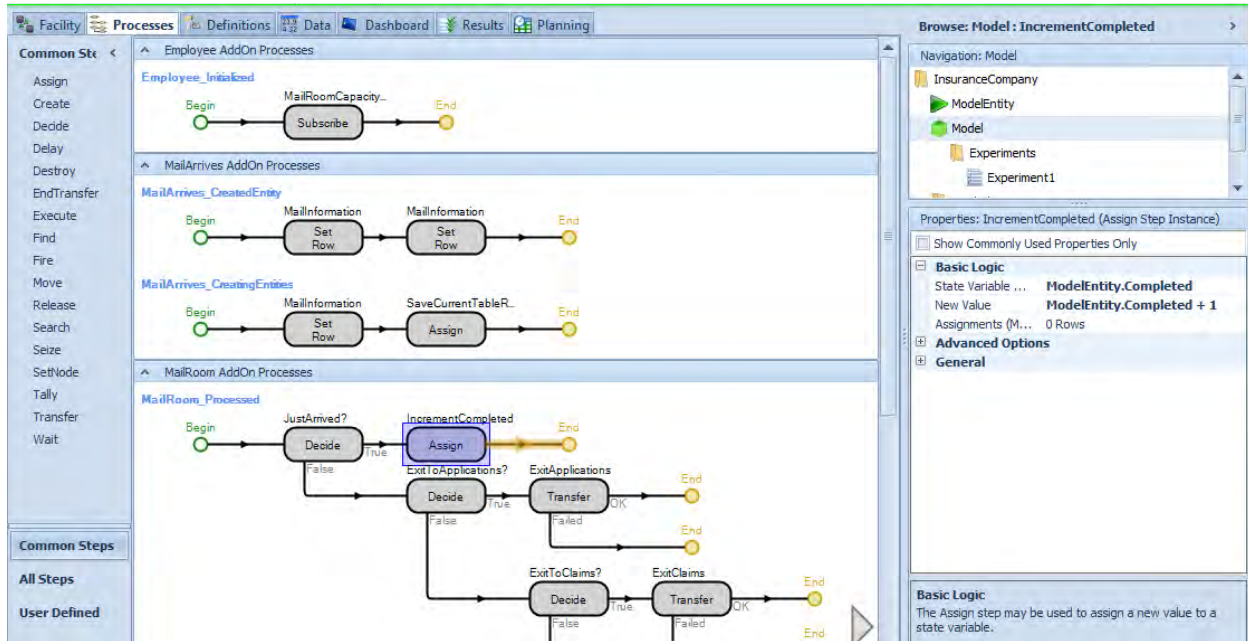 Facility Processes Definitions Data Dashboard Results Planning
Common Ste <
Assign
Create
Decide
Delay
Destroy
EndTransfer
Execute
Find
Fire
Move
Release
Search
Seize
SetNode
Tally
Transfer
Wait
Common Steps
All Steps
User Defined
Employee AddOn Processes
Employee_Initialized
MailRoomCapacity...
Begin
End
Subscribe
MailArrives AddOn Processes
MailArrives_CreatedEntity
MailInformation MailInformation
Begin
End
Set
Row
Set
Row
MailArrives_CreatingEntities
MailInformation SaveCurrentTableR...
Begin
End
Set
Row
Assign
MailRoom AddOn Processes
MailRoom_Processed
JustArrived? IncrementCompleted
Begin
End
Decide True Assign
False
ExitToApplications? ExitApplications
End
Decide True Transfer OK
False Failed
End
ExitToClaims? ExitClaims
End
Decide True Transfer OK
False Failed
End
Browse: Model : IncrementCompleted >
Navigation: Model
InsuranceCompany
ModelEntity
Model
Experiments
Experiment1
Properties: IncrementCompleted (Assign Step Instance)
Show Commonly Used Properties Only
Basic Logic
State Variable ... ModelEntity.Completed
New Value ModelEntity.Completed + 1
Assignments (M... 0 Rows
Advanced Options
General
Basic Logic
The Assign step may be used to assign a new value to a
state variable.